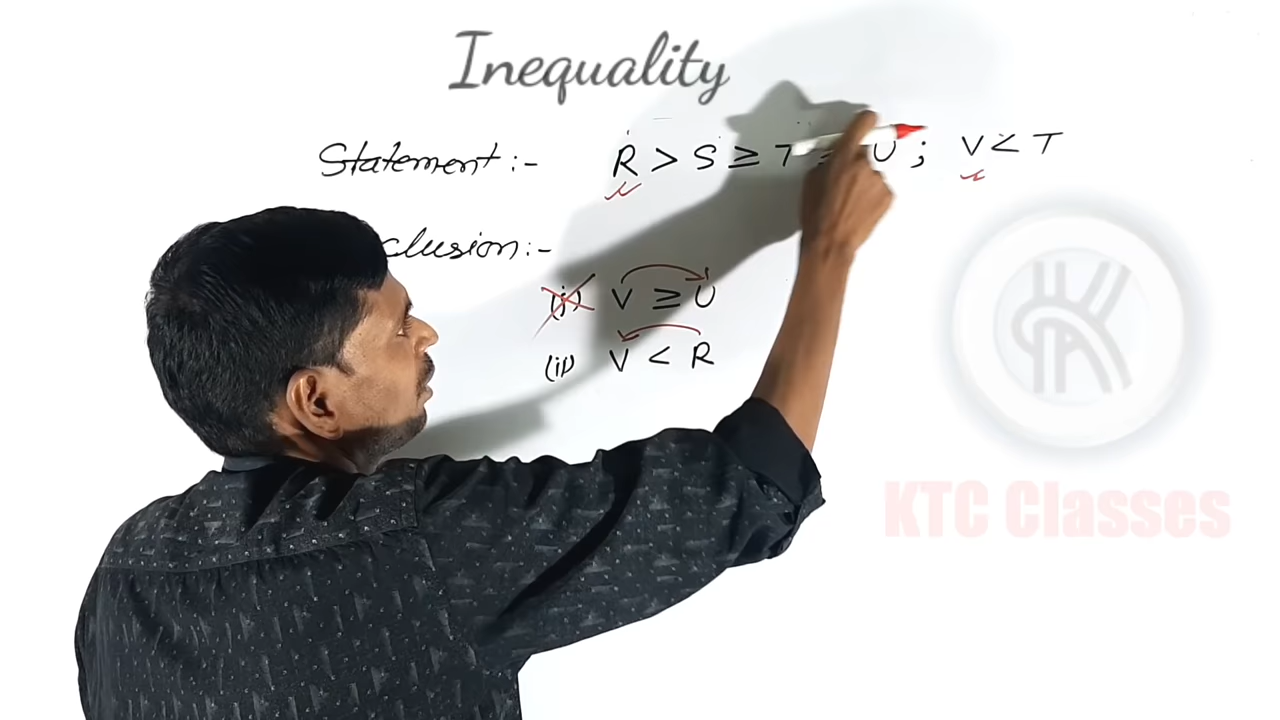 Inequality
Statement :- R > S ≥ T U ; V < T
clusion :-
(i) V ≥ U
(ii) V < R
KTC Classes